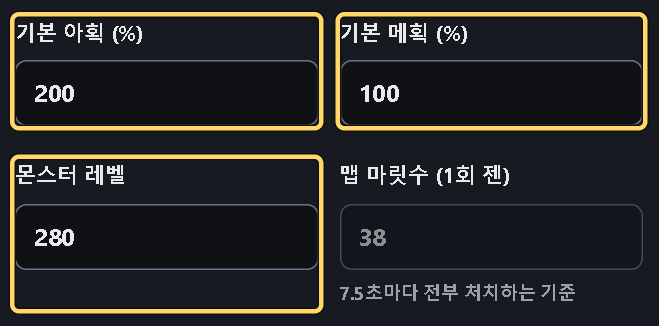 기본 아획 (%)
기본 메획 (%)
200
100
몬스터 레벨
맵 마릿수 (1회 젠)
280
38
7.5초마다 전부 처치하는 기준